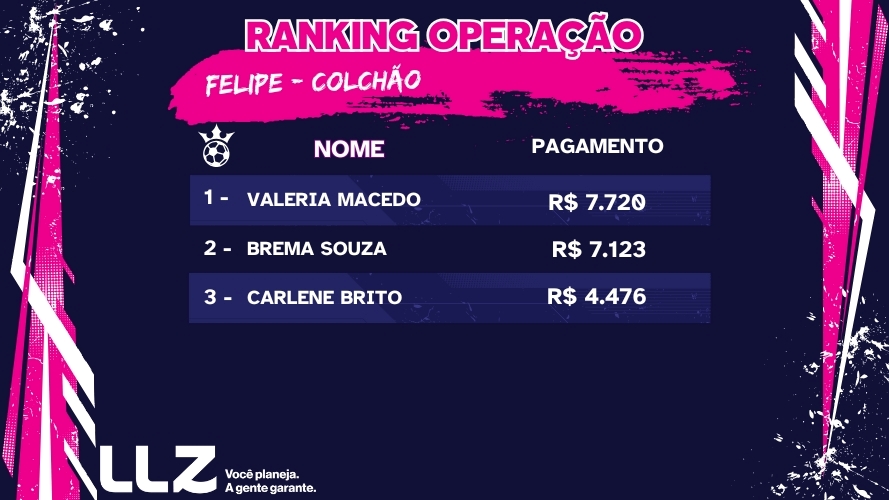 RANKING OPERAÇÃO
FELIPE - COLCHÃO
NOME PAGAMENTO
1 - VALERIA MACEDO R$ 7.720
2 - BREMA SOUZA R$ 7.123
3 - CARLENE BRITO R$ 4.476
LLZ
Você planeja.
A gente garante.